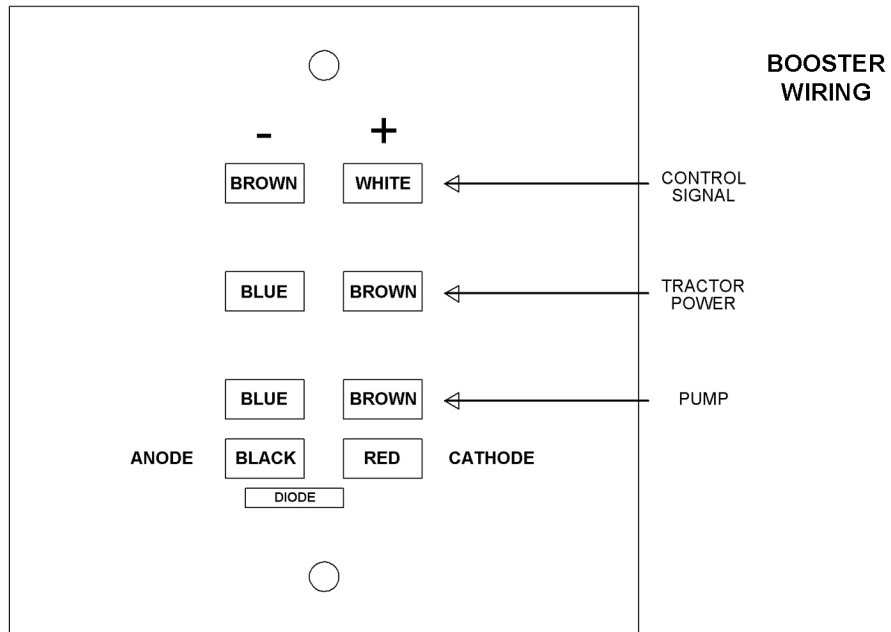 BOOSTER
WIRING
- +
BROWN WHITE
CONTROL
SIGNAL
BLUE BROWN
TRACTOR
POWER
BLUE BROWN
PUMP
ANODE BLACK RED CATHODE
DIODE